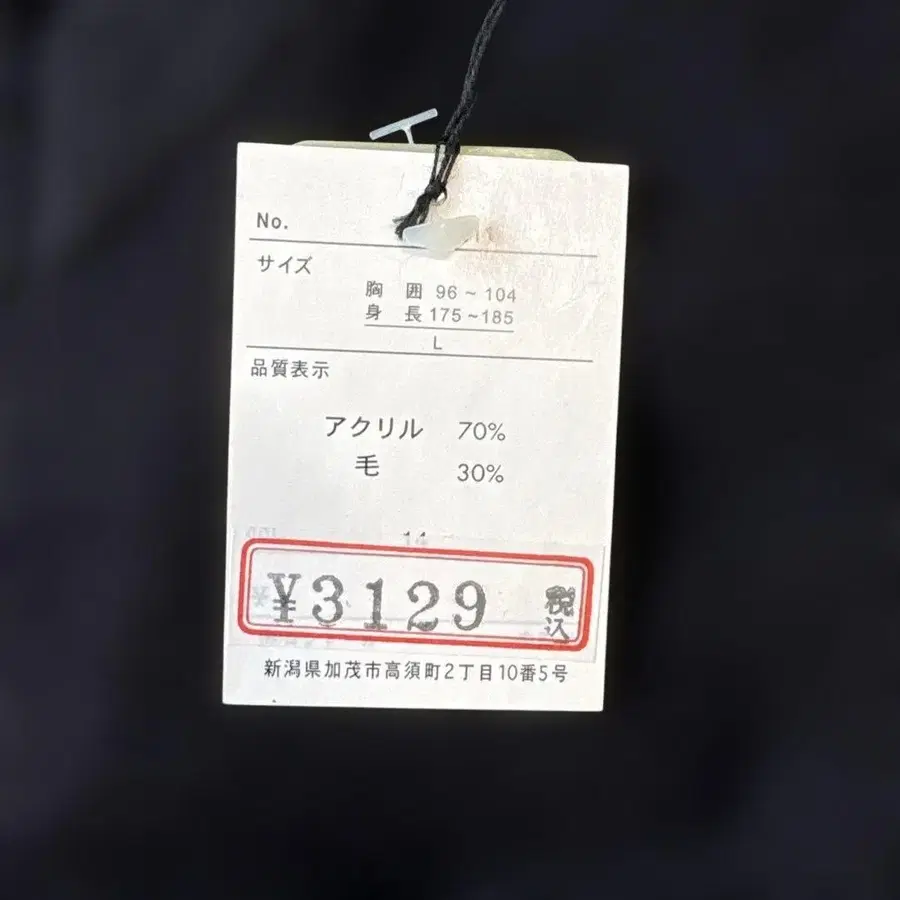 No.
サイズ
胸 囲 96~104
身 長 175~185
L
品質表示
アクリル 70%
毛 30%
14
¥3129 税込
新潟県加茂市高須町2丁目10番5号